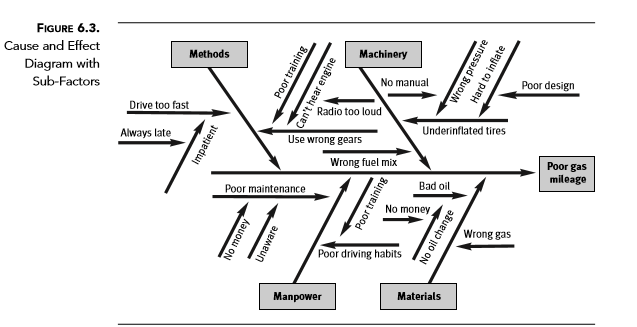 FIGURE 6.3.
Cause and Effect
Diagram with
Sub-Factors
Methods
Machinery
Poor training
Can't hear engine
Wrong pressure
Hard to inflate
No manual
Poor design
Drive too fast
Radio too loud
Always late
Impatient
Use wrong gears
Underinflated tires
Wrong fuel mix
Poor gas
mileage
Poor maintenance
Poor training
Bad oil
No money
No money
Unaware
No oil change
Wrong gas
Poor driving habits
Manpower
Materials